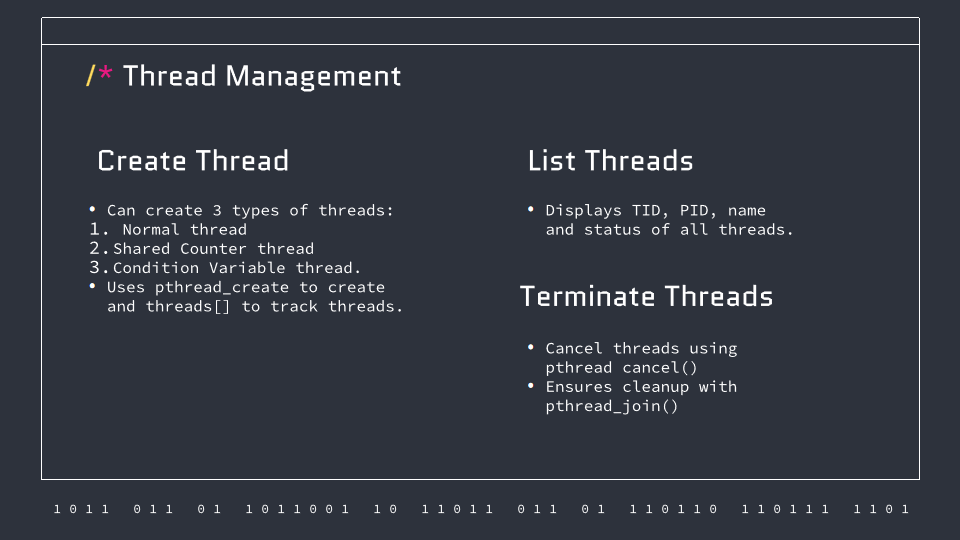 /* Thread Management
Create Thread
• Can create 3 types of threads:
1. Normal thread
2. Shared Counter thread
3. Condition Variable thread.
• Uses pthread_create to create
and threads[] to track threads.
List Threads
• Displays TID, PID, name
and status of all threads.
Terminate Threads
• Cancel threads using
pthread cancel()
• Ensures cleanup with
pthread_join()
1011 011 01 1011001 10 11011 011 01 110110 110111 1101